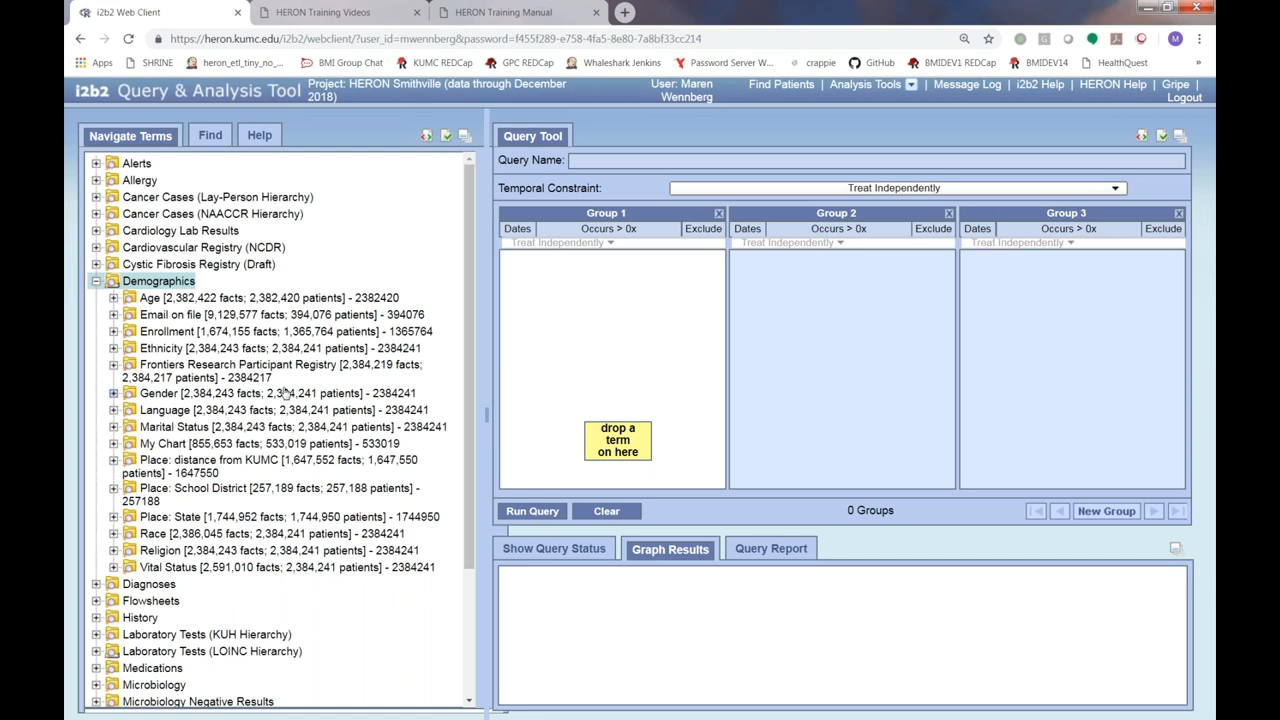 i2b2 Web Client
HERON Training Videos
HERON Training Manual
https://heron.kumc.edu/i2b2/webclient/?user_id=mwennberg&password=f455f289-e758-4fa5-8e80-7a8bf33cc214
M
Apps
SHRINE
heron_etl_tiny_no_...
BMI Group Chat
KUMC REDCap
GPC REDCap
Whaleshark Jenkins
Password Server W...
crappie
GitHub
BMIDEV1 REDCap
BMIDEV14
HealthQuest
»
i2b2 Query & Analysis Tool
Project: HERON Smithville (data through December
2018)
User: Maren
Wennberg
Find Patients | Analysis Tools | Message Log | i2b2 Help | HERON Help | Gripe |
Logout
Navigate Terms
Find
Help
Alerts
Allergy
Cancer Cases (Lay-Person Hierarchy)
Cancer Cases (NAACCR Hierarchy)
Cardiology Lab Results
Cardiovascular Registry (NCDR)
Cystic Fibrosis Registry (Draft)
Demographics
Age [2,382,422 facts; 2,382,420 patients] - 2382420
Email on file [9,129,577 facts; 394,076 patients] - 394076
Enrollment [1,674,155 facts; 1,365,764 patients] - 1365764
Ethnicity [2,384,243 facts; 2,384,241 patients] - 2384241
Frontiers Research Participant Registry [2,384,219 facts;
2,384,217 patients] - 2384217
Gender [2,384,243 facts; 2,384,241 patients] - 2384241
Language [2,384,243 facts; 2,384,241 patients] - 2384241
Marital Status [2,384,243 facts; 2,384,241 patients] - 2384241
My Chart [855,653 facts; 533,019 patients] - 533019
Place: distance from KUMC [1,647,552 facts; 1,647,550
patients] - 1647550
Place: School District [257,189 facts; 257,188 patients] -
257188
Place: State [1,744,952 facts; 1,744,950 patients] - 1744950
Race [2,386,045 facts; 2,384,241 patients] - 2384241
Religion [2,384,243 facts; 2,384,241 patients] - 2384241
Vital Status [2,591,010 facts; 2,384,241 patients] - 2384241
Diagnoses
Flowsheets
History
Laboratory Tests (KUH Hierarchy)
Laboratory Tests (LOINC Hierarchy)
Medications
Microbiology
Microbiology Negative Results
Query Tool
Query Name:
Temporal Constraint:
Treat Independently
Group 1
Group 2
Group 3
Dates
Occurs > 0x
Exclude
Dates
Occurs > 0x
Exclude
Dates
Occurs > 0x
Exclude
Treat Independently
Treat Independently
Treat Independently
drop a
term
on here
Run Query
Clear
0 Groups
New Group
Show Query Status
Graph Results
Query Report